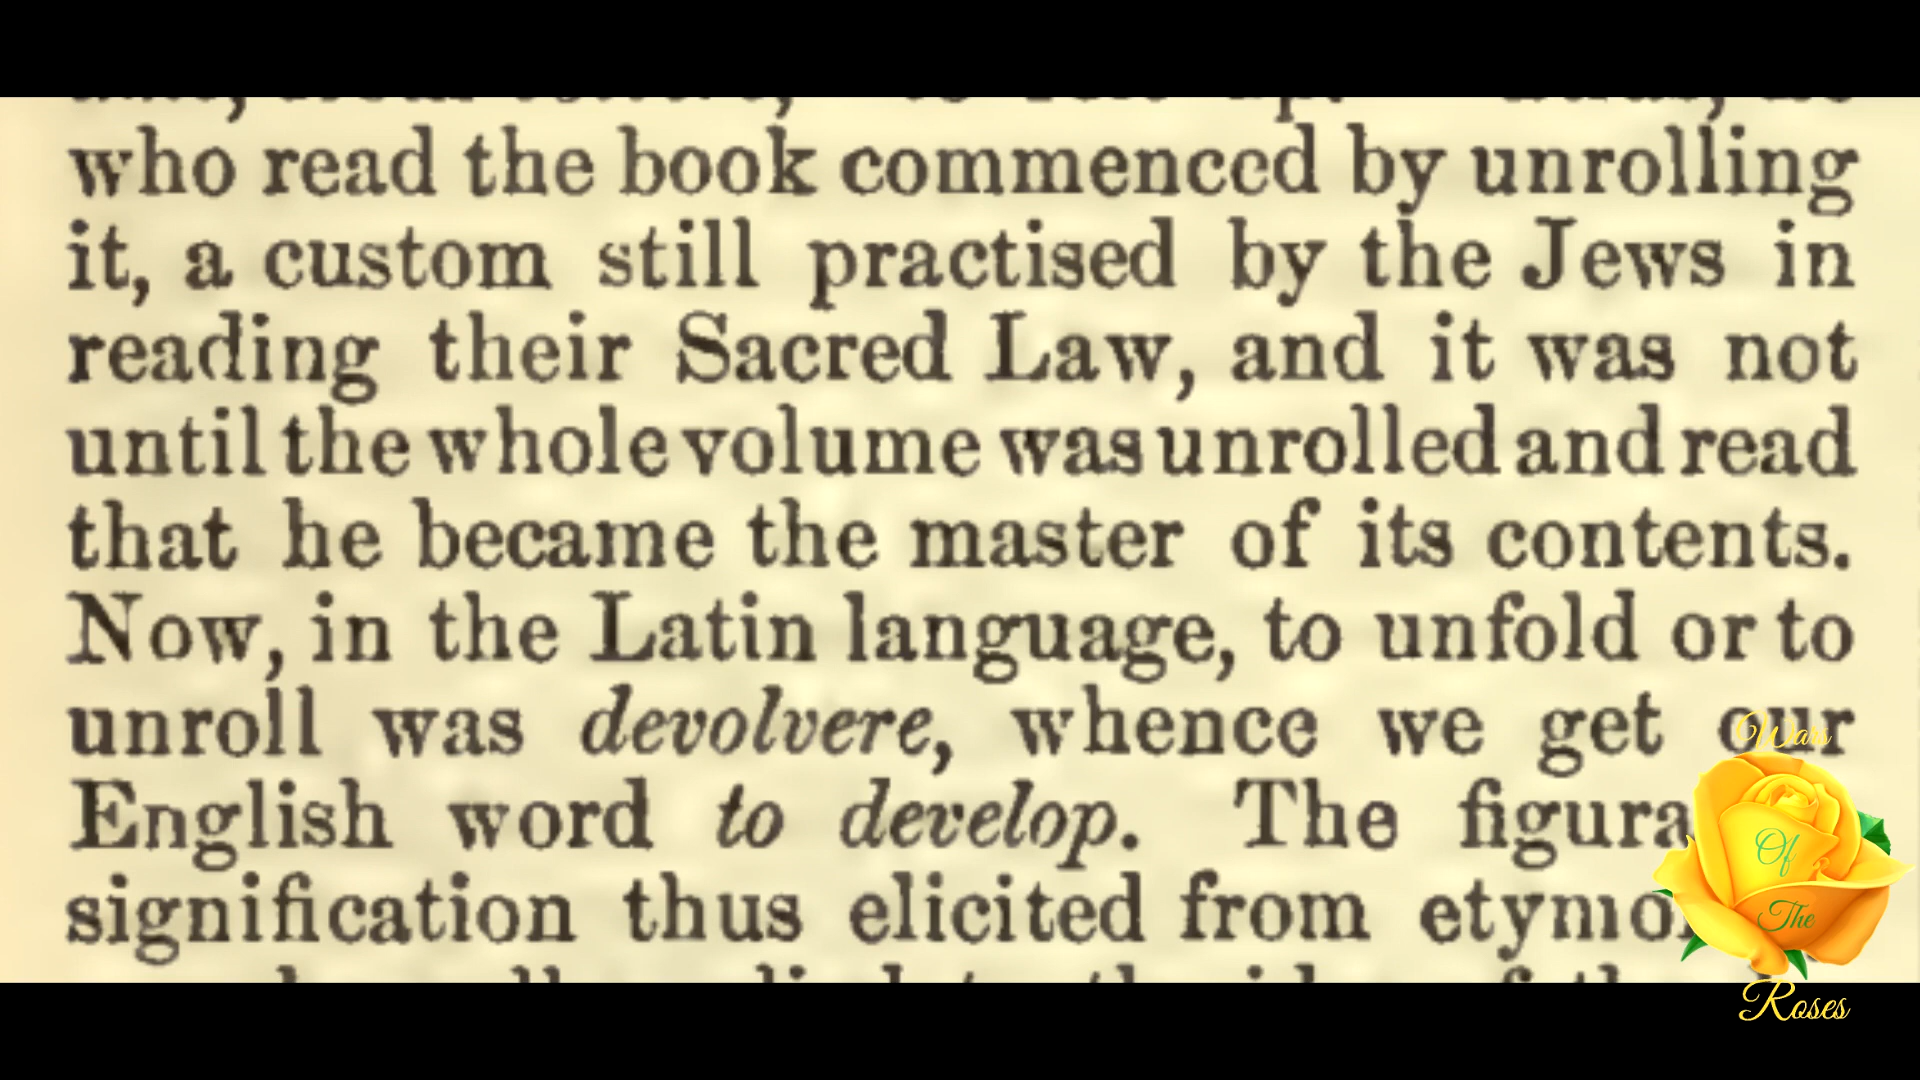 who read the book commenced by unrolling
it, a custom still practised by the Jews in
reading their Sacred Law, and it was not
until the whole volume was unrolled and read
that he became the master of its contents.
Now, in the Latin language, to unfold or to
unroll was devolvere, whence we get our
English word to develop. The
signification thus elicited from
Wars
Of
The
Roses